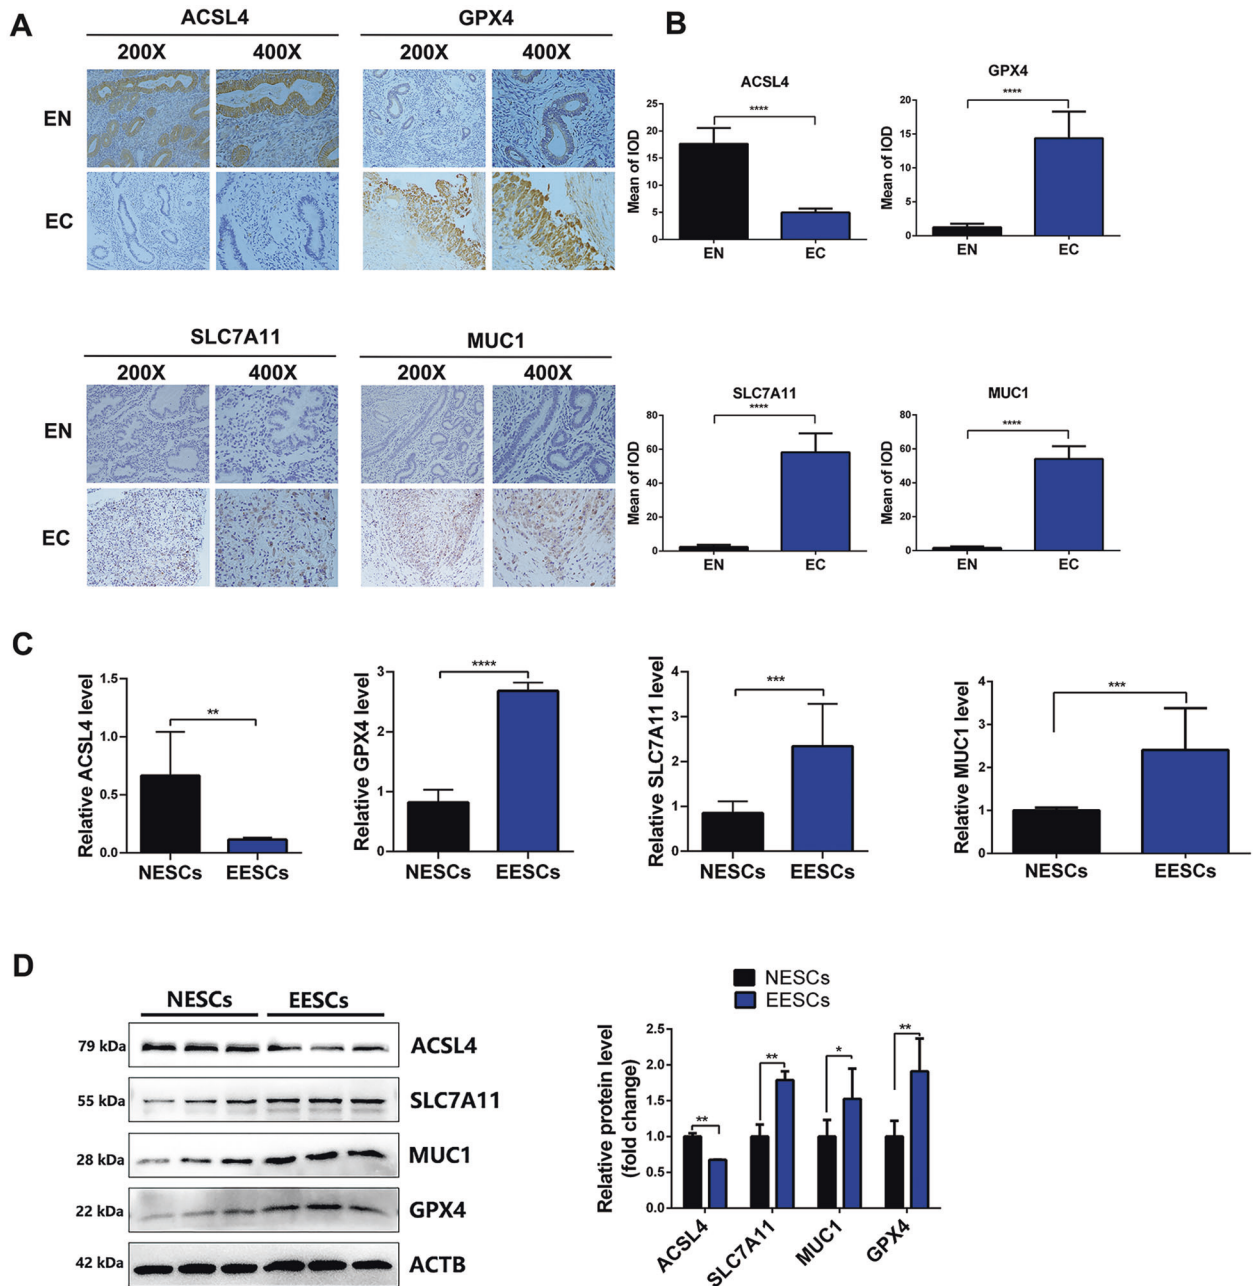 A
ACSL4
GPX4
200X 400X 200X 400X
EN
EC
SLC7A11
MUC1
200X 400X 200X 400X
EN
EC
B
ACSL4
Mean of IOD
25
20
15
10
5
0
****
EN EC
GPX4
Mean of IOD
20
15
10
5
0
****
EN EC
SLC7A11
Mean of IOD
80
60
40
20
0
****
EN EC
MUC1
Mean of IOD
80
60
40
20
0
****
EN EC
C
Relative ACSL4 level
1.5
1.0
0.5
0.0
**
NESCs EESCs
Relative GPX4 level
3
2
1
0
****
NESCs EESCs
Relative SLC7A11 level
4
3
2
1
0
***
NESCs EESCs
Relative MUC1 level
4
3
2
1
0
***
NESCs EESCs
D
NESCs EESCs
79 kDa ACSL4
55 kDa SLC7A11
28 kDa MUC1
22 kDa GPX4
42 kDa ACTB
NESCs
EESCs
Relative protein level
(fold change)
2.5
2.0
1.5
1.0
0.5
0.0
**
**
*
**
ACSL4
SLC7A11
MUC1
GPX4